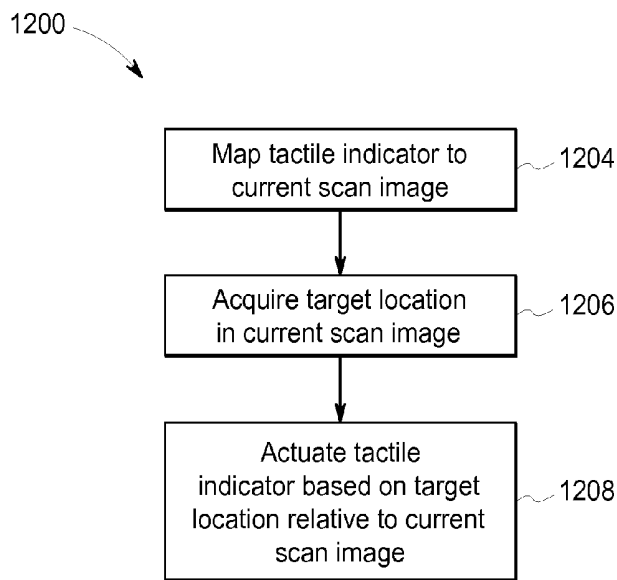 1200
Map tactile indicator to
current scan image
1204
Acquire target location
in current scan image
1206
Actuate tactile
indicator based on target
location relative to current
scan image
1208